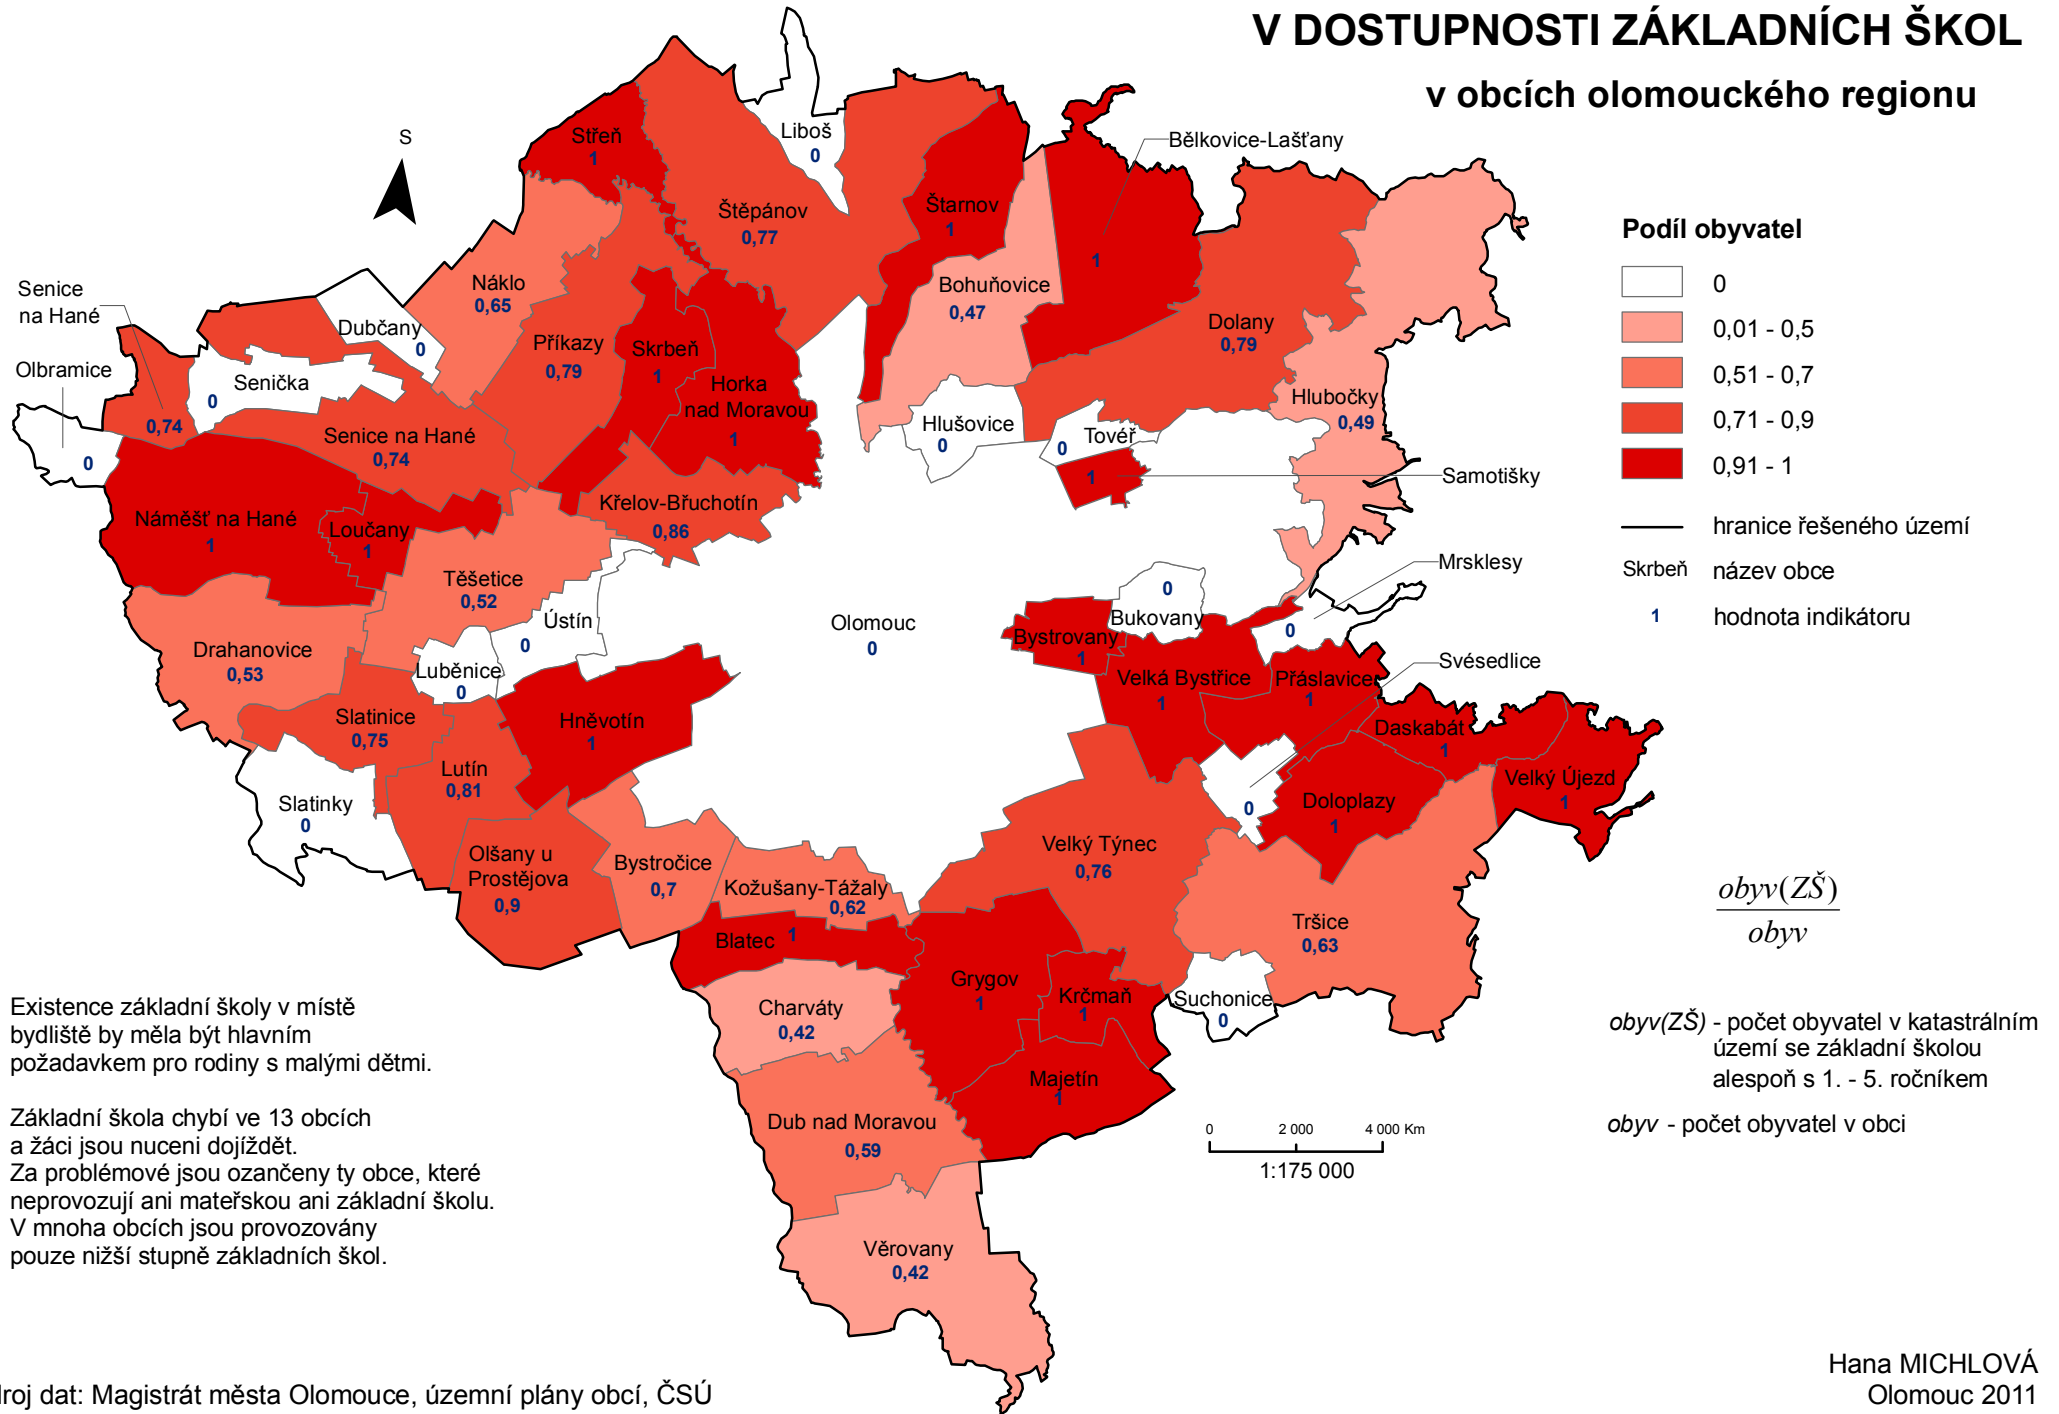 V DOSTUPNOSTI ZÁKLADNÍCH ŠKOL
v obcích olomouckého regionu
S
Liboš
0
Střeň
1
Bělkovice-Lašťany
1
Štěpánov
0,77
Štarnov
1
Náklo
0,65
Bohuňovice
0,47
Senice
na Hané
0,74
Dubčany
0
Příkazy
0,79
Skrbeň
1
Dolany
0,79
Olbramice
0
Senička
0
Horka
nad Moravou
1
Hlubočky
0,49
Hlušovice
0
Tovéř
0
Senice na Hané
0,74
Samotišky
1
Křelov-Břuchotín
0,86
Náměšť na Hané
1
Loučany
1
Těšetice
0,52
Mrsklesy
0
Bukovany
0
Ústín
0
Olomouc
0
Bystrovany
1
Drahanovice
0,53
Luběnice
0
Velká Bystřice
1
Přáslavice
1
Svésedlice
0
Slatinice
0,75
Hněvotín
1
Daskabát
1
Lutín
0,81
Velký Újezd
1
Slatinky
0
Doloplazy
1
Olšany u
Prostějova
0,9
Bystročice
0,7
Velký Týnec
0,76
Kožušany-Tážaly
0,62
Tršice
0,63
Blatec
1
Grygov
1
Krčmaň
1
Suchonice
0
Charváty
0,42
Majetín
1
Dub nad Moravou
0,59
Věrovany
0,42
Podíl obyvatel
0
0,01 - 0,5
0,51 - 0,7
0,71 - 0,9
0,91 - 1
hranice řešeného území
Skrbeň název obce
1 hodnota indikátoru
obyv(ZŠ)
obyv
obyv(ZŠ) - počet obyvatel v katastrálním
území se základní školou
alespoň s 1. - 5. ročníkem
obyv - počet obyvatel v obci
0 2 000 4 000 Km
1:175 000
Existence základní školy v místě
bydliště by měla být hlavním
požadavkem pro rodiny s malými dětmi.
Základní škola chybí ve 13 obcích
a žáci jsou nuceni dojíždět.
Za problémové jsou ozančeny ty obce, které
neprovozují ani mateřskou ani základní školu.
V mnoha obcích jsou provozovány
pouze nižší stupně základních škol.
droj dat: Magistrát města Olomouce, územní plány obcí, ČSÚ
Hana MICHLOVÁ
Olomouc 2011